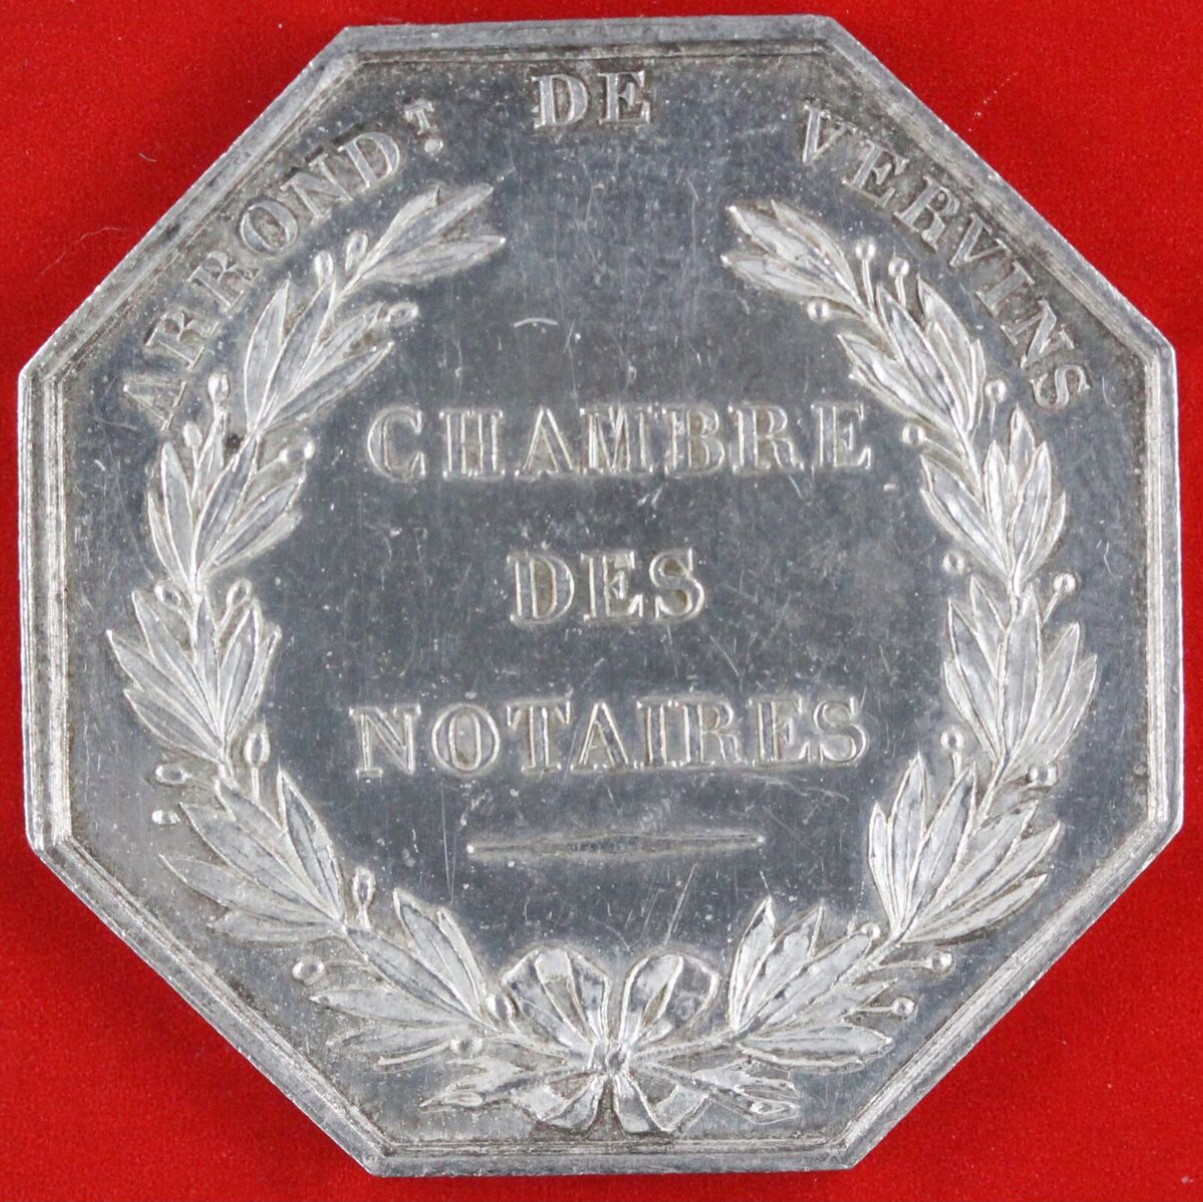 ARROND^T. DE VERVINS
CHAMBRE
DES
NOTAIRES